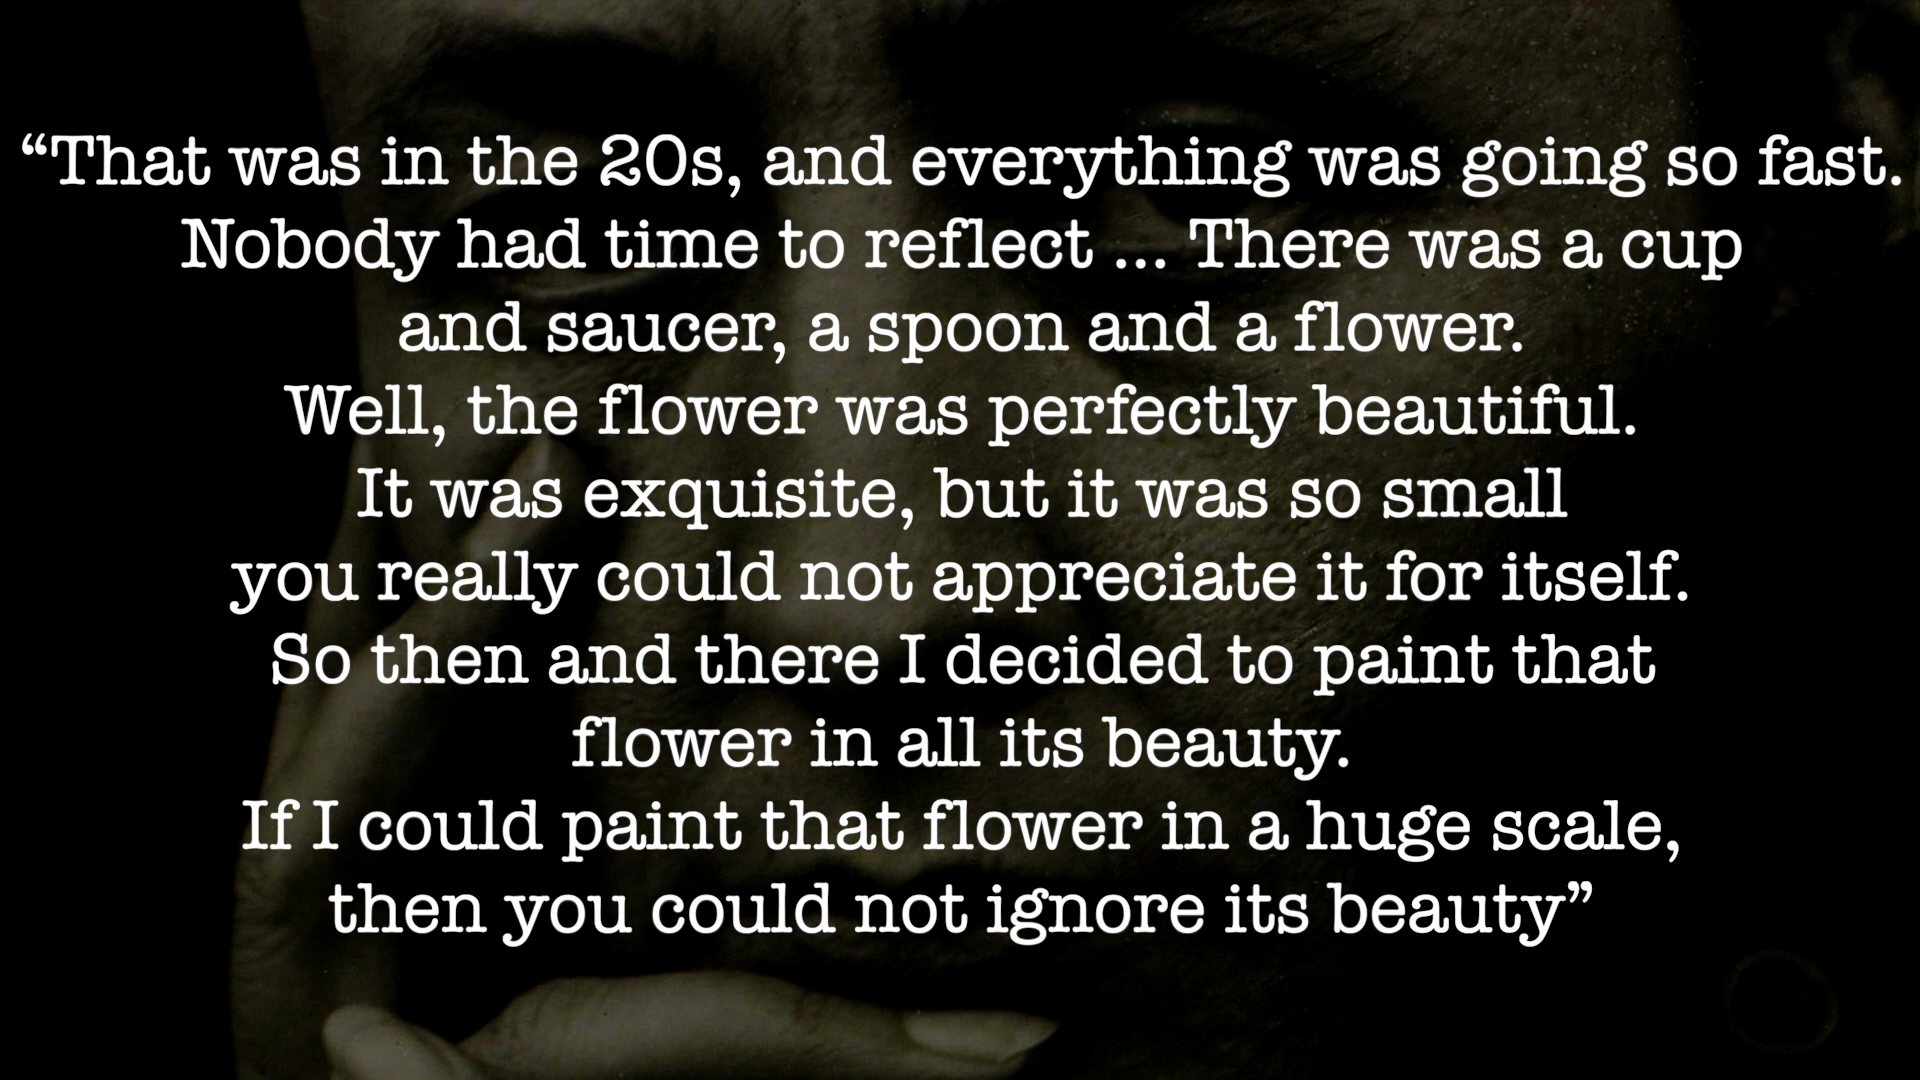 “That was in the 20s, and everything was going so fast.
Nobody had time to reflect ... There was a cup
and saucer, a spoon and a flower.
Well, the flower was perfectly beautiful.
It was exquisite, but it was so small
you really could not appreciate it for itself.
So then and there I decided to paint that
flower in all its beauty.
If I could paint that flower in a huge scale,
then you could not ignore its beauty”